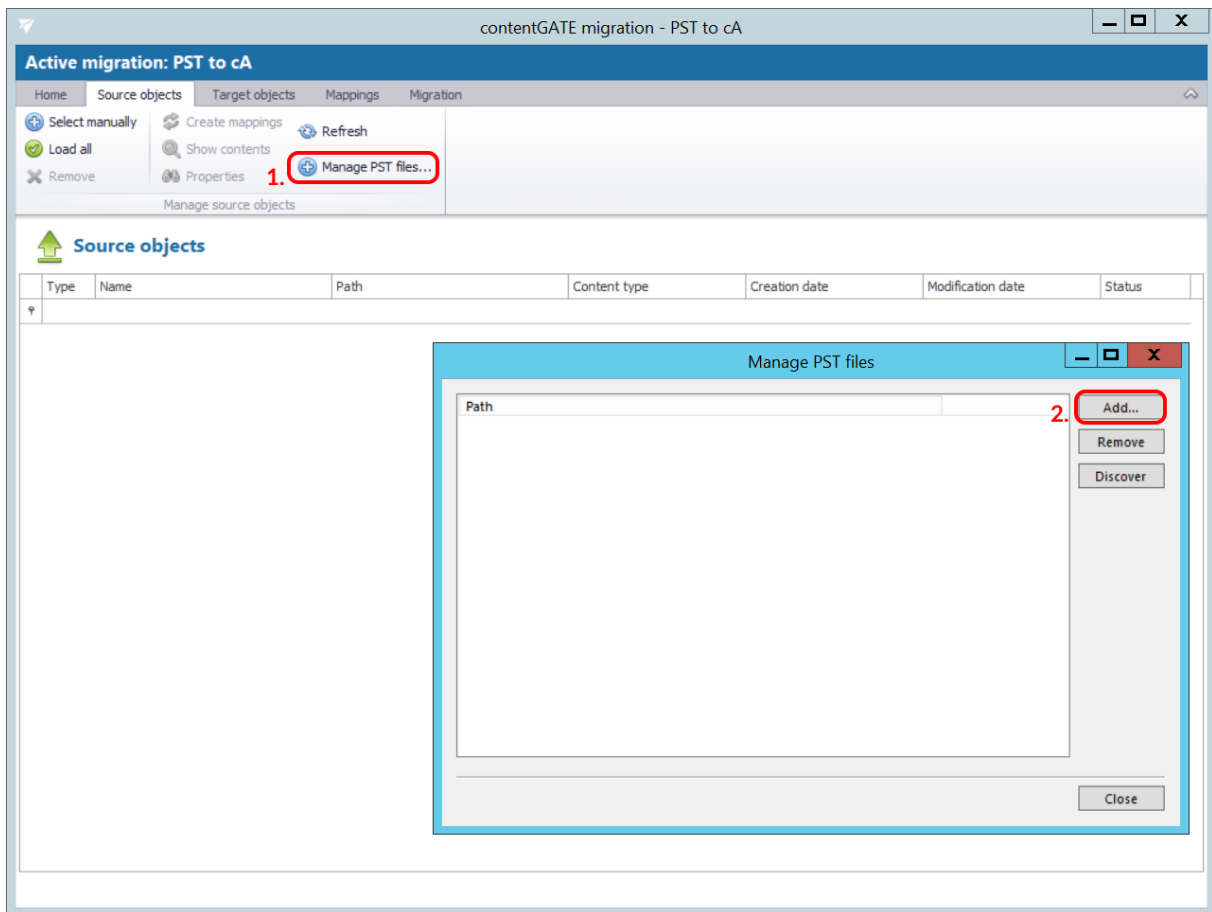 contentGATE migration - PST to cA
Active migration: PST to cA
Home Source objects Target objects Mappings Migration
Select manually Create mappings Refresh
Load all Show contents
1. Manage PST files...
Remove Properties
Manage source objects
Source objects
Type Name Path Content type Creation date Modification date Status
Manage PST files
Path
2. Add...
Remove
Discover
Close